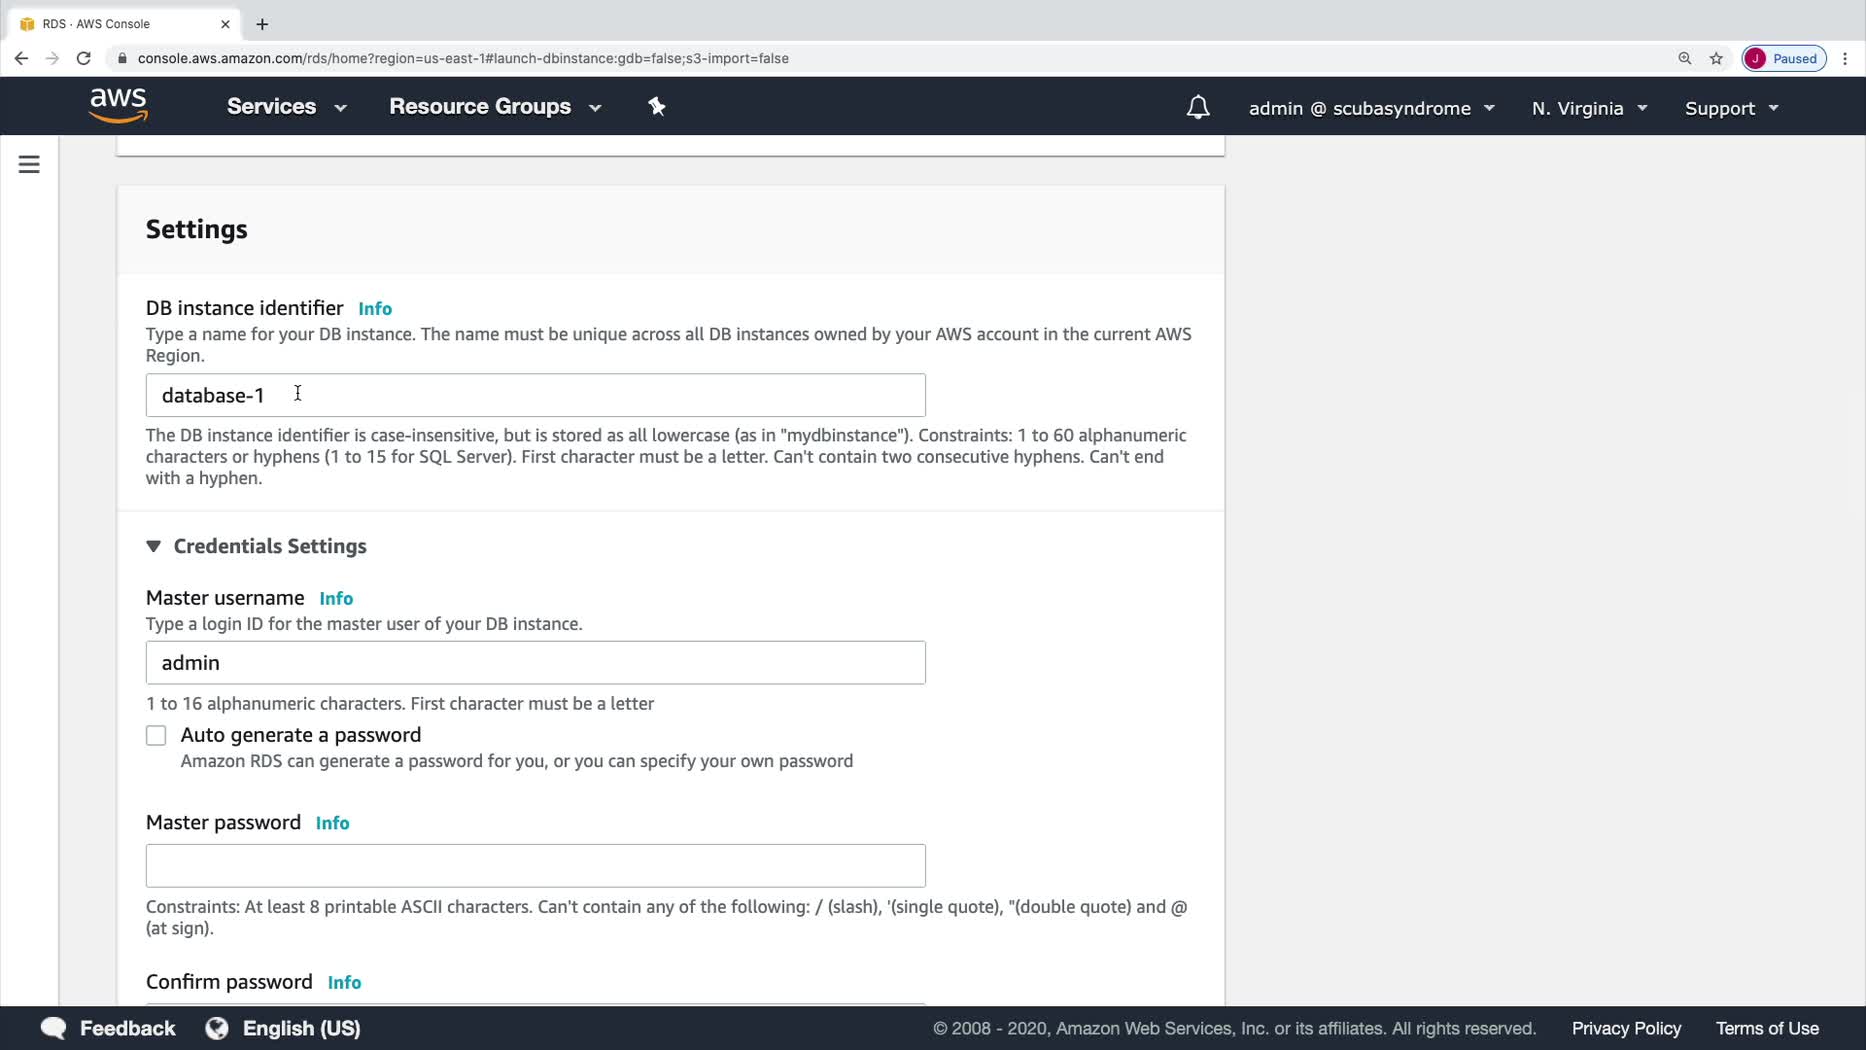 RDS · AWS Console
console.aws.amazon.com/rds/home?region=us-east-1#launch-dbinstance:gdb=false;s3-import=false
J Paused
aws Services Resource Groups admin @ scubasyndrome N. Virginia Support
Settings
DB instance identifier Info
Type a name for your DB instance. The name must be unique across all DB instances owned by your AWS account in the current AWS
Region.
database-1
The DB instance identifier is case-insensitive, but is stored as all lowercase (as in "mydbinstance"). Constraints: 1 to 60 alphanumeric
characters or hyphens (1 to 15 for SQL Server). First character must be a letter. Can't contain two consecutive hyphens. Can't end
with a hyphen.
Credentials Settings
Master username Info
Type a login ID for the master user of your DB instance.
admin
1 to 16 alphanumeric characters. First character must be a letter
Auto generate a password
Amazon RDS can generate a password for you, or you can specify your own password
Master password Info
Constraints: At least 8 printable ASCII characters. Can't contain any of the following: / (slash), '(single quote), "(double quote) and @
(at sign).
Confirm password Info
Feedback English (US) © 2008 - 2020, Amazon Web Services, Inc. or its affiliates. All rights reserved. Privacy Policy Terms of Use